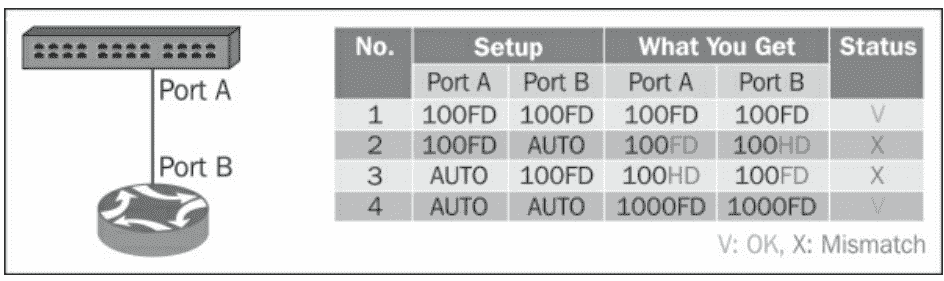 Port A
Port B
No. Setup What You Get Status
Port A Port B Port A Port B
1 100FD 100FD 100FD 100FD V
2 100FD AUTO 100FD 100HD X
3 AUTO 100FD 100HD 100FD X
4 AUTO AUTO 1000FD 1000FD V
V: OK, X: Mismatch